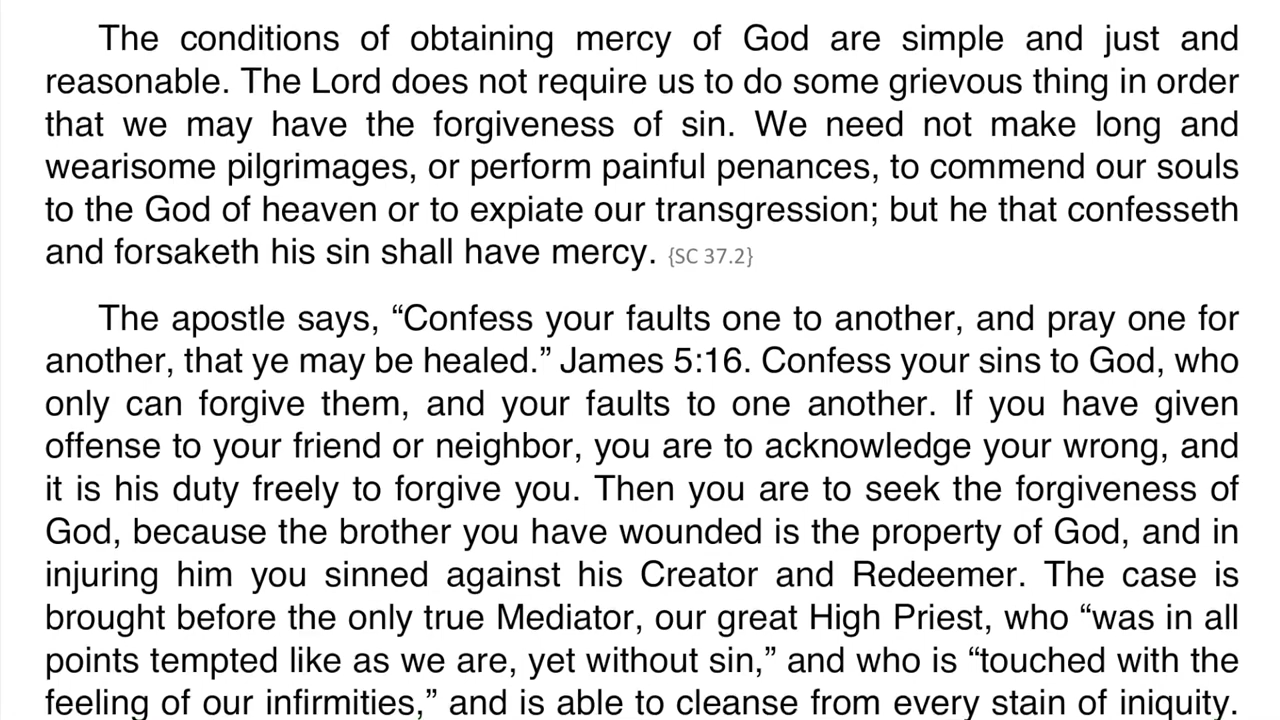 The conditions of obtaining mercy of God are simple and just and
reasonable. The Lord does not require us to do some grievous thing in order
that we may have the forgiveness of sin. We need not make long and
wearisome pilgrimages, or perform painful penances, to commend our souls
to the God of heaven or to expiate our transgression; but he that confesseth
and forsaketh his sin shall have mercy. {SC 37.2}
The apostle says, “Confess your faults one to another, and pray one for
another, that ye may be healed.” James 5:16. Confess your sins to God, who
only can forgive them, and your faults to one another. If you have given
offense to your friend or neighbor, you are to acknowledge your wrong, and
it is his duty freely to forgive you. Then you are to seek the forgiveness of
God, because the brother you have wounded is the property of God, and in
injuring him you sinned against his Creator and Redeemer. The case is
brought before the only true Mediator, our great High Priest, who “was in all
points tempted like as we are, yet without sin,” and who is “touched with the
feeling of our infirmities,” and is able to cleanse from every stain of iniquity.